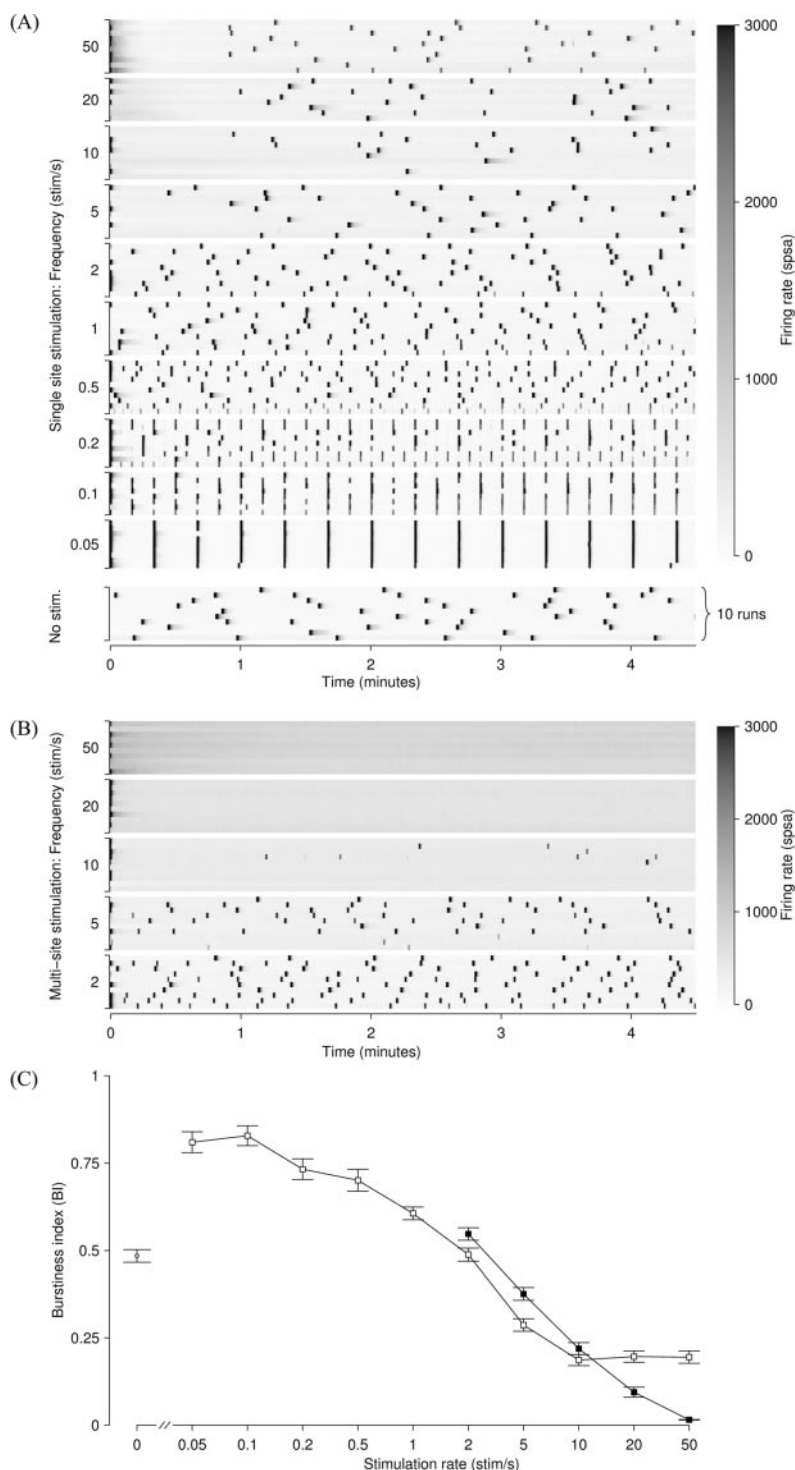 (A)
Single site stimulation: Frequency (stim/s)
50
20
10
5
2
1
0.5
0.2
0.1
0.05
No stim.
3000
2000
1000
0
Firing rate (spsa)
10 runs
0 1 2 3 4
Time (minutes)
(B)
Multi-site stimulation: Frequency (stim/s)
50
20
10
5
2
3000
2000
1000
0
Firing rate (spsa)
0 1 2 3 4
Time (minutes)
(C)
Burstiness index (BI)
1
0.75
0.5
0.25
0
0 // 0.05 0.1 0.2 0.5 1 2 5 10 20 50
Stimulation rate (stim/s)